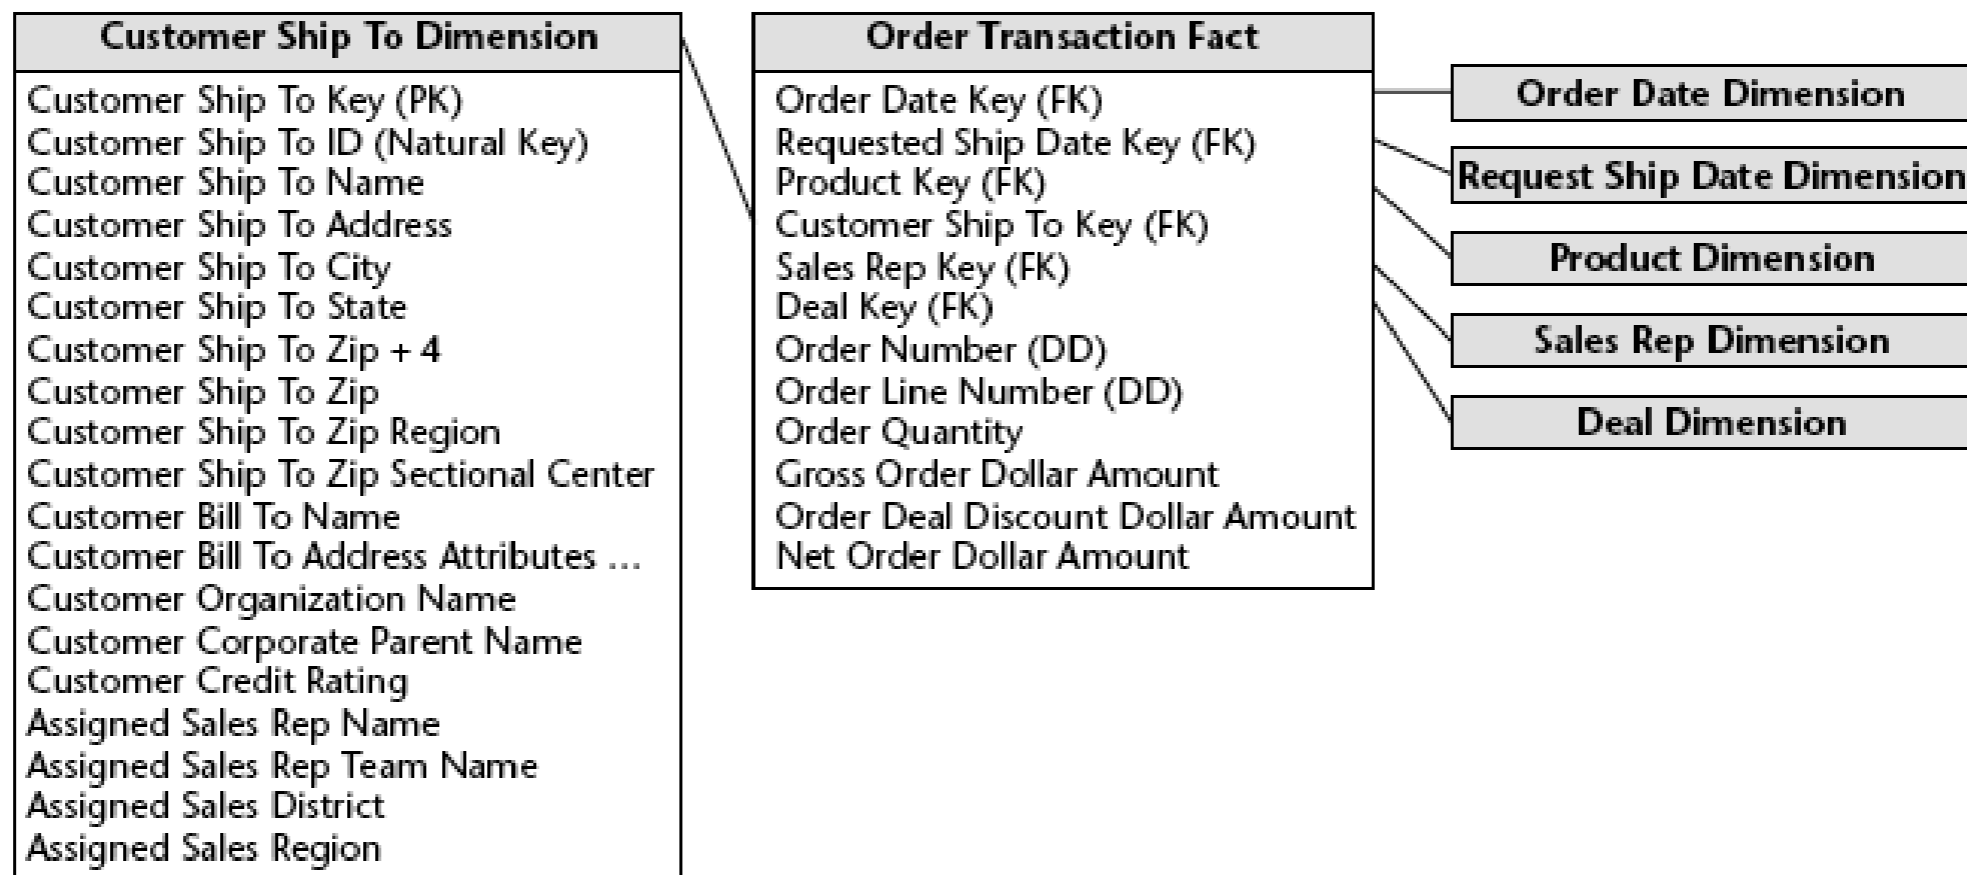 Customer Ship To Dimension
Customer Ship To Key (PK)
Customer Ship To ID (Natural Key)
Customer Ship To Name
Customer Ship To Address
Customer Ship To City
Customer Ship To State
Customer Ship To Zip + 4
Customer Ship To Zip
Customer Ship To Zip Region
Customer Ship To Zip Sectional Center
Customer Bill To Name
Customer Bill To Address Attributes ...
Customer Organization Name
Customer Corporate Parent Name
Customer Credit Rating
Assigned Sales Rep Name
Assigned Sales Rep Team Name
Assigned Sales District
Assigned Sales Region
Order Transaction Fact
Order Date Key (FK)
Requested Ship Date Key (FK)
Product Key (FK)
Customer Ship To Key (FK)
Sales Rep Key (FK)
Deal Key (FK)
Order Number (DD)
Order Line Number (DD)
Order Quantity
Gross Order Dollar Amount
Order Deal Discount Dollar Amount
Net Order Dollar Amount
Order Date Dimension
Request Ship Date Dimension
Product Dimension
Sales Rep Dimension
Deal Dimension